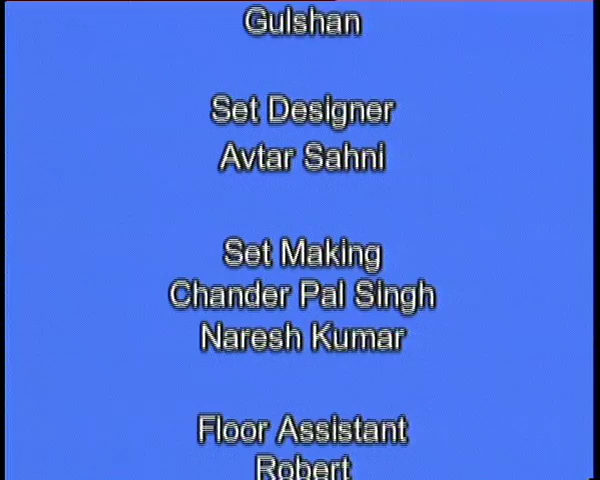 Gulshan
Set Designer
Avtar Sahni
Set Making
Chander Pal Singh
Naresh Kumar
Floor Assistant
Robert